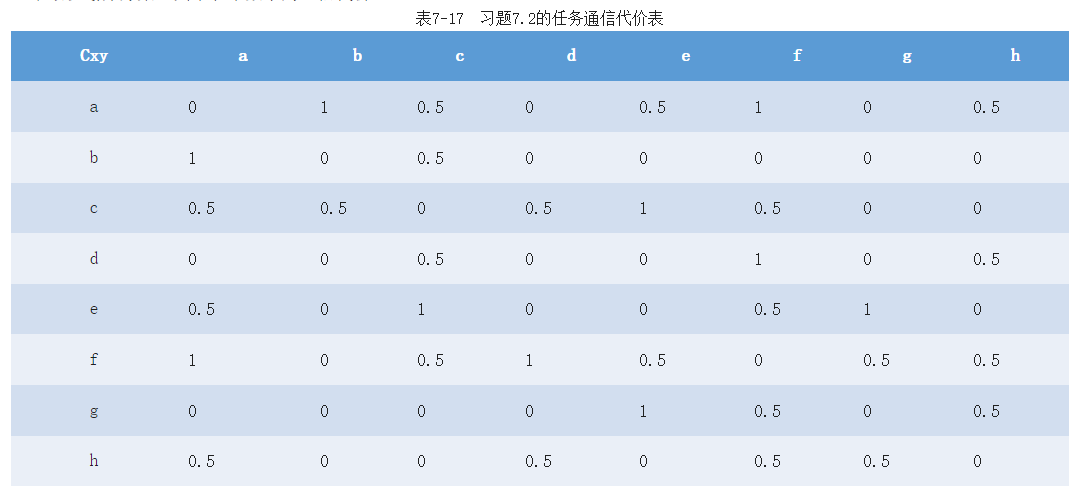 表7-17 习题7.2的任务通信代价表
Cxy a b c d e f g h
a 0 1 0.5 0 0.5 1 0 0.5
b 1 0 0.5 0 0 0 0 0
c 0.5 0.5 0 0.5 1 0.5 0 0
d 0 0 0.5 0 0 1 0 0.5
e 0.5 0 1 0 0 0.5 1 0
f 1 0 0.5 1 0.5 0 0.5 0.5
g 0 0 0 0 1 0.5 0 0.5
h 0.5 0 0 0.5 0 0.5 0.5 0